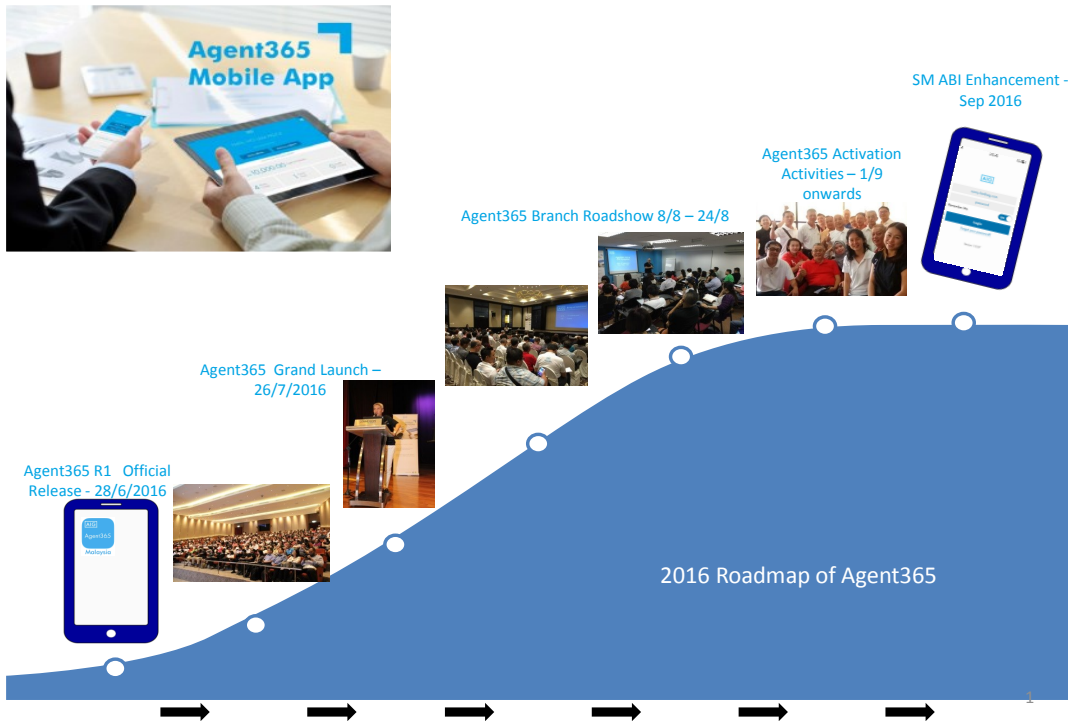 Agent365
Mobile App
SM ABI Enhancement -
Sep 2016
Agent365 Activation
Activities – 1/9
onwards
Agent365 Branch Roadshow 8/8 – 24/8
Agent365 Grand Launch –
26/7/2016
Agent365 R1 Official
Release - 28/6/2016
AIG
Agent365
Malaysia
2016 Roadmap of Agent365
1